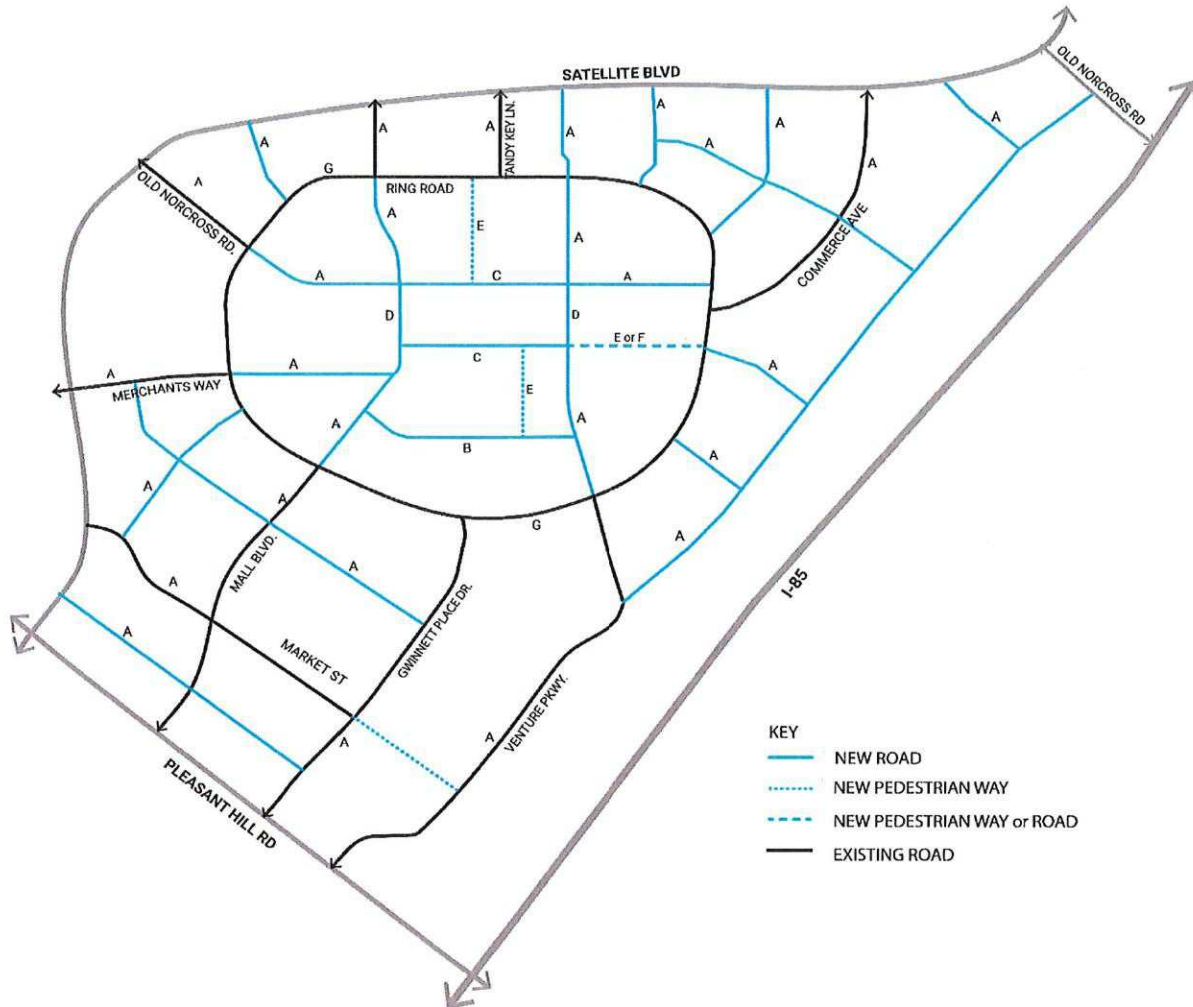 OLD NORCROSS RD
SATELLITE BLVD
A
A
TANDY KEY LN.
A
A
A
A
A
A
A
A
OLD NORCROSS RD.
G
RING ROAD
A
COMMERCE AVE
A
E
A
A
C
A
D
D
E or F
C
A
MERCHANTS WAY
A
A
E
A
A
B
A
A
A
MALL BLVD.
G
A
A
A
GWINNETT PLACE DR.
I-85
A
MARKET ST
A
VENTURE PKWY.
A
PLEASANT HILL RD
KEY
NEW ROAD
NEW PEDESTRIAN WAY
NEW PEDESTRIAN WAY or ROAD
EXISTING ROAD